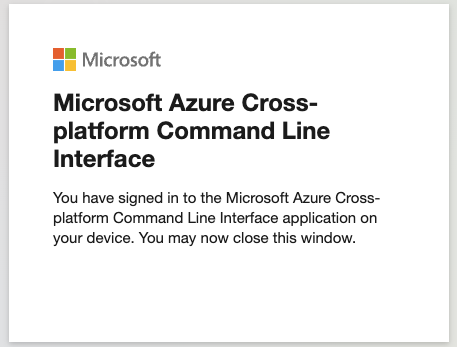 Microsoft
Microsoft Azure Cross-
platform Command Line
Interface
You have signed in to the Microsoft Azure Cross-
platform Command Line Interface application on
your device. You may now close this window.